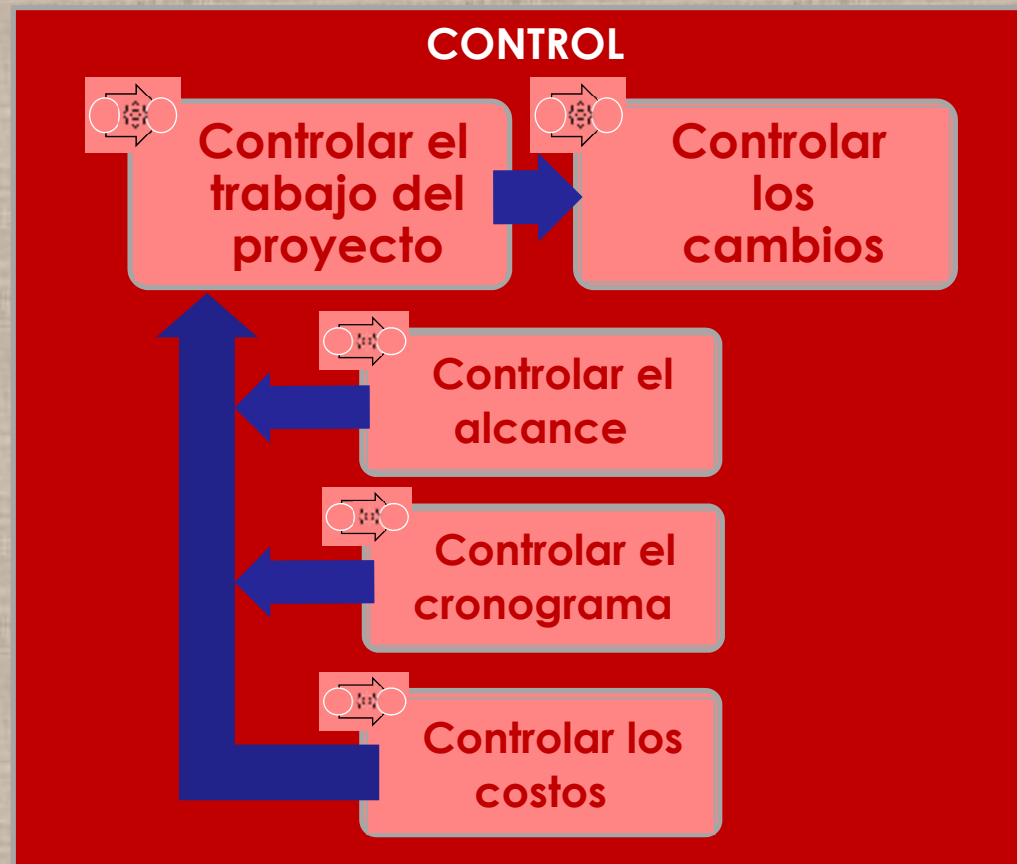 CONTROL
Controlar el
trabajo del
proyecto
Controlar
los
cambios
Controlar el
alcance
Controlar el
cronograma
Controlar los
costos